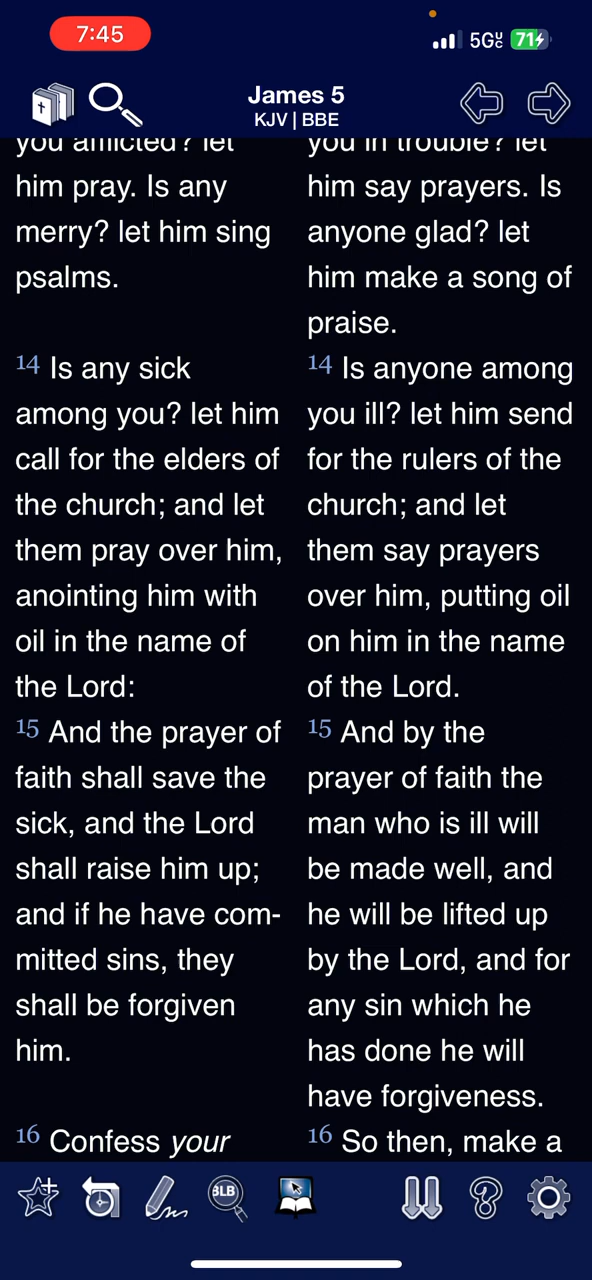 7:45
5G
71
James 5
KJV | BBE
you afflicted? let
him pray. Is any
merry? let him sing
psalms.
14 Is any sick
among you? let him
call for the elders of
the church; and let
them pray over him,
anointing him with
oil in the name of
the Lord:
15 And the prayer of
faith shall save the
sick, and the Lord
shall raise him up;
and if he have com-
mitted sins, they
shall be forgiven
him.
16 Confess your
you in trouble? let
him say prayers. Is
anyone glad? let
him make a song of
praise.
14 Is anyone among
you ill? let him send
for the rulers of the
church; and let
them say prayers
over him, putting oil
on him in the name
of the Lord.
15 And by the
prayer of faith the
man who is ill will
be made well, and
he will be lifted up
by the Lord, and for
any sin which he
has done he will
have forgiveness.
16 So then, make a
BLB